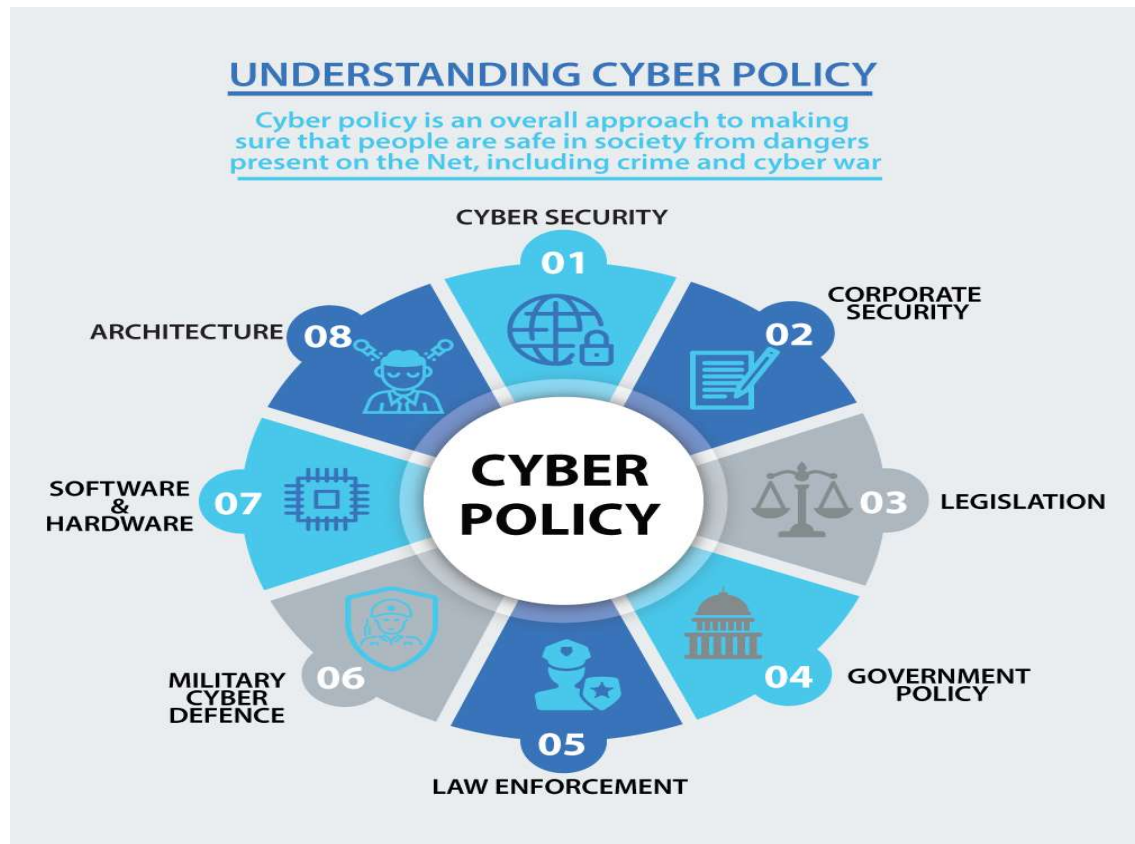 UNDERSTANDING CYBER POLICY
Cyber policy is an overall approach to making
sure that people are safe in society from dangers
present on the Net, including crime and cyber war
CYBER SECURITY
01
CORPORATE
SECURITY
02
LEGISLATION
03
GOVERNMENT
POLICY
04
LAW ENFORCEMENT
05
MILITARY
CYBER
DEFENCE
06
SOFTWARE
&
HARDWARE
07
ARCHITECTURE
08
CYBER
POLICY